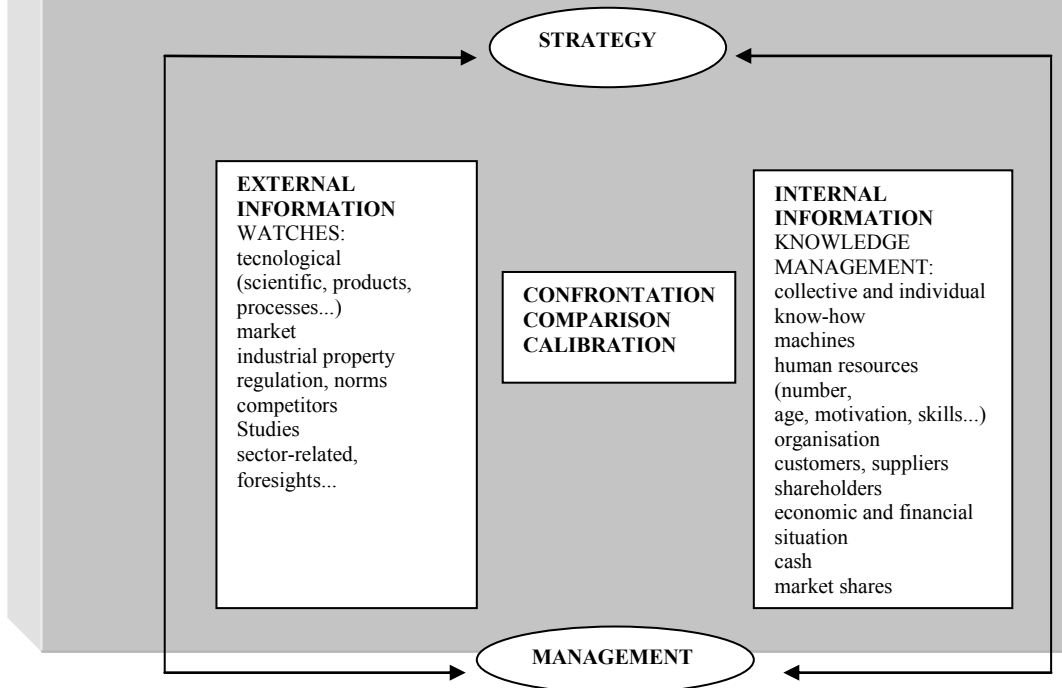 STRATEGY
EXTERNAL
INFORMATION
WATCHES:
tecnological
(scientific, products,
processes...)
market
industrial property
regulation, norms
competitors
Studies
sector-related,
foresights...
CONFRONTATION
COMPARISON
CALIBRATION
INTERNAL
INFORMATION
KNOWLEDGE
MANAGEMENT:
collective and individual
know-how
machines
human resources
(number,
age, motivation, skills...)
organisation
customers, suppliers
shareholders
economic and financial
situation
cash
market shares
MANAGEMENT